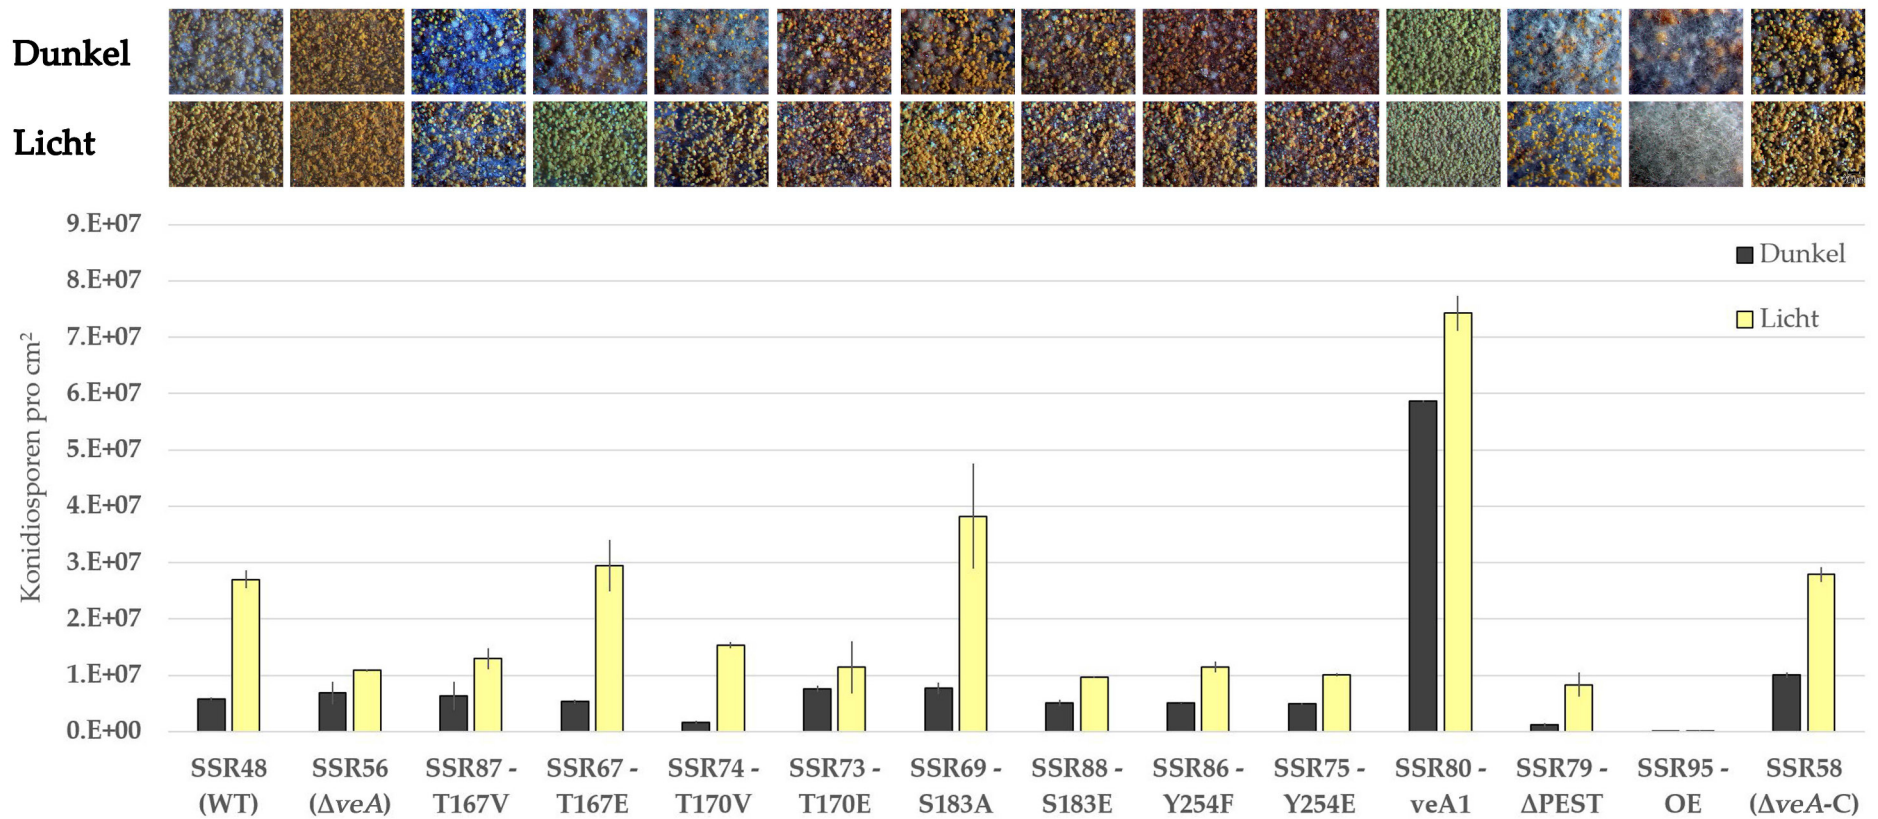 Dunkel
Licht
9.E+07
8.E+07
7.E+07
6.E+07
5.E+07
4.E+07
3.E+07
2.E+07
1.E+07
0.E+00
Konidiosporen pro cm²
Dunkel
Licht
SSR48 (WT)
SSR56 (ΔveA)
SSR87 - T167V
SSR67 - T167E
SSR74 - T170V
SSR73 - T170E
SSR69 - S183A
SSR88 - S183E
SSR86 - Y254F
SSR75 - Y254E
SSR80 - veA1
SSR79 - ΔPEST
SSR95 - OE
SSR58 (ΔveA-C)